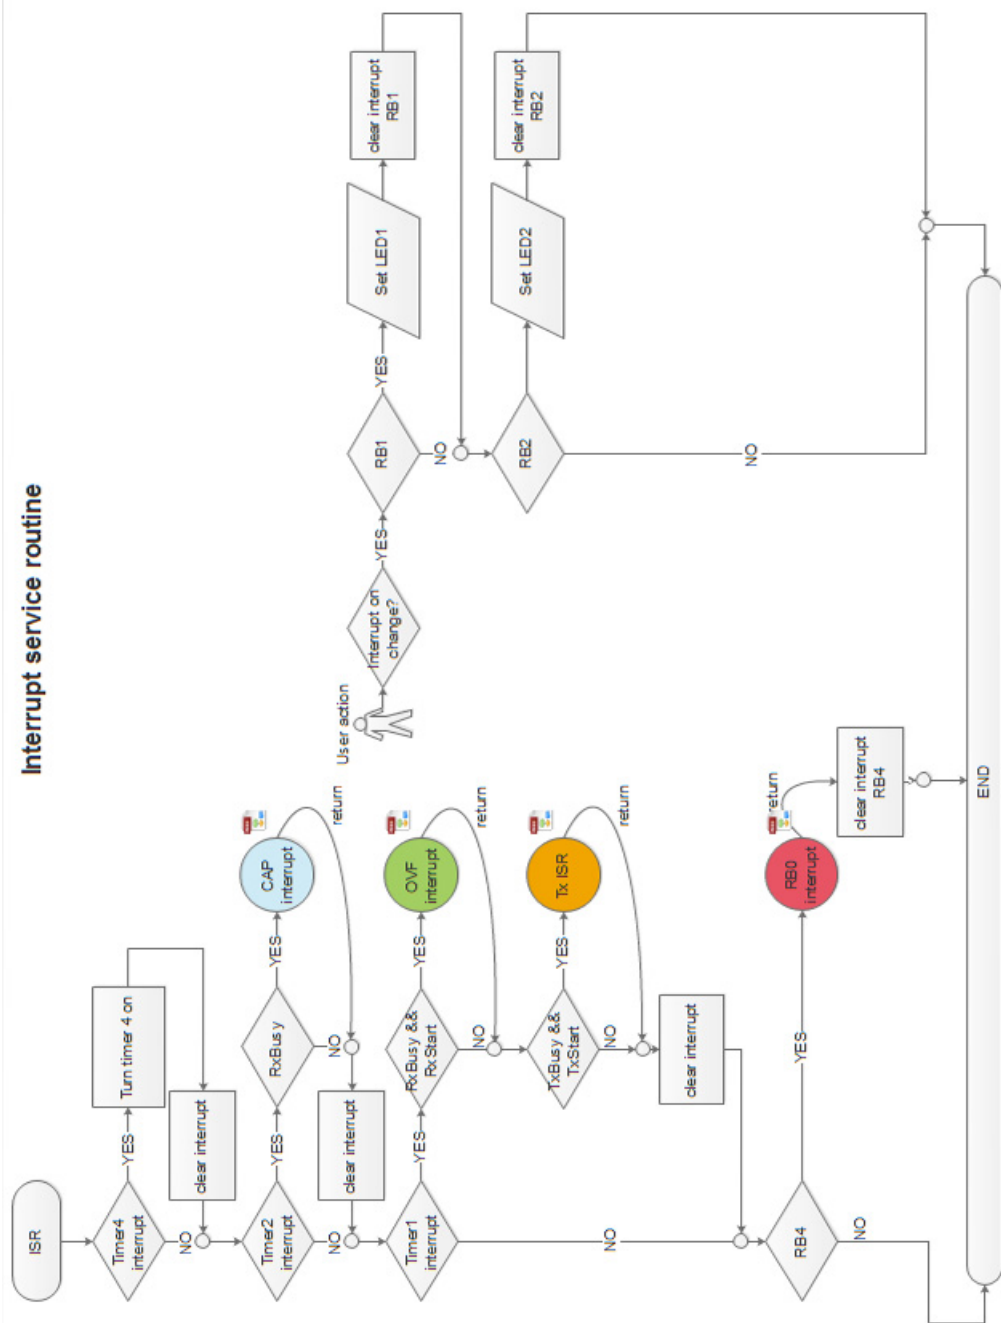 Interrupt service routine
ISR
Timer4
interrupt
YES
Turn timer 4 on
clear interrupt
NO
Timer2
interrupt
YES
RxBusy
YES
CAP
interrupt
return
NO
clear interrupt
NO
Timer1
interrupt
YES
RxBusy &&
RxStart
YES
OVF
interrupt
return
NO
TxBusy &&
TxStart
YES
Tx ISR
return
NO
clear interrupt
NO
RB4
YES
RB0
interrupt
return
clear interrupt
RB4
NO
User action
Interrupt on
change?
YES
RB1
YES
Set LED1
clear interrupt
RB1
NO
RB2
Set LED2
clear interrupt
RB2
NO
END